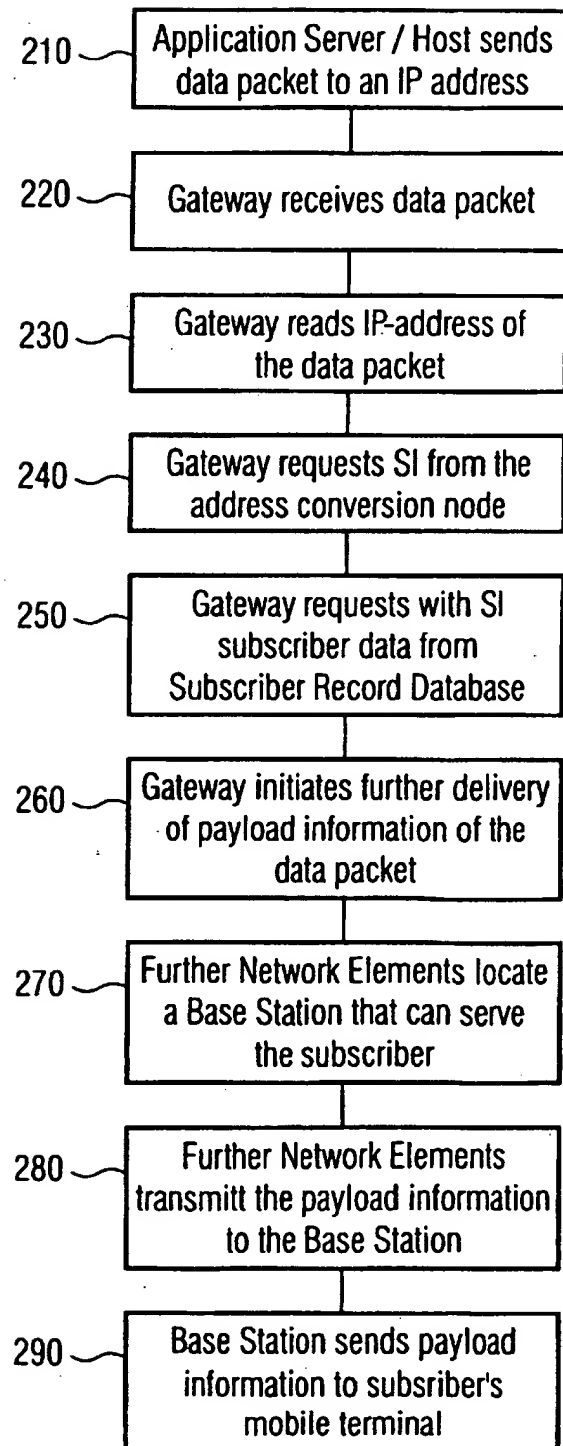 210
Application Server / Host sends
data packet to an IP address
220
Gateway receives data packet
230
Gateway reads IP-address of
the data packet
240
Gateway requests SI from the
address conversion node
250
Gateway requests with SI
subscriber data from
Subscriber Record Database
260
Gateway initiates further delivery
of payload information of the
data packet
270
Further Network Elements locate
a Base Station that can serve
the subscriber
280
Further Network Elements
transmitt the payload information
to the Base Station
290
Base Station sends payload
information to subsriber's
mobile terminal